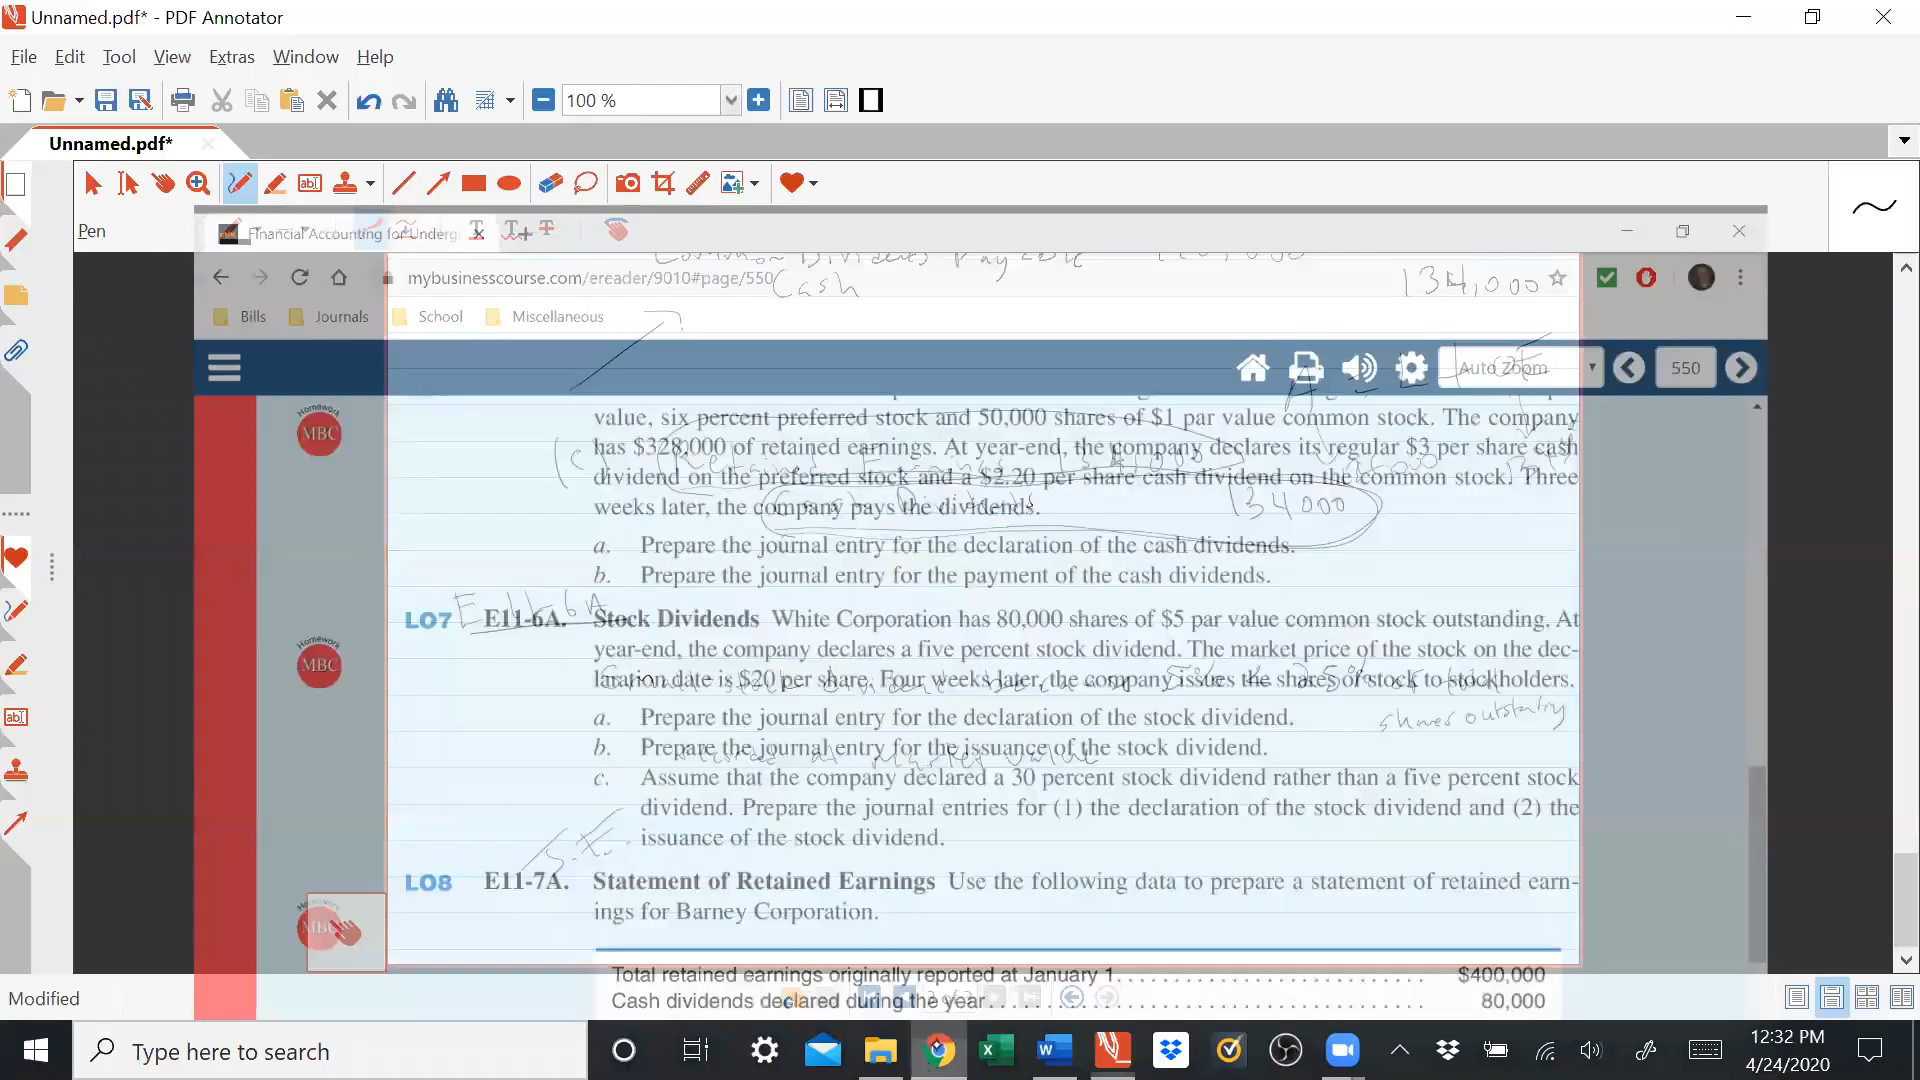 Unnamed.pdf* - PDF Annotator
File Edit Tool View Extras Window Help
100 %
Unnamed.pdf*
Pen
Financial Accounting for Underg
mybusinesscourse.com/ereader/9010#page/550
Cash 134,000
Bills Journals School Miscellaneous
Auto Zoom 550
value, six percent preferred stock and 50,000 shares of $1 par value common stock. The company
has $328,000 of retained earnings. At year-end, the company declares its regular $3 per share cash
dividend on the preferred stock and a $2.20 per share cash dividend on the common stock. Three
weeks later, the company pays the dividends.
(c) Retained Earnings 134,000
Cash Dividends 134000
a. Prepare the journal entry for the declaration of the cash dividends.
b. Prepare the journal entry for the payment of the cash dividends.
E 11-6A
LO7 E11-6A. Stock Dividends White Corporation has 80,000 shares of $5 par value common stock outstanding. At
year-end, the company declares a five percent stock dividend. The market price of the stock on the dec-
laration date is $20 per share. Four weeks later, the company issues the shares of stock to stockholders.
shares outstanding
a. Prepare the journal entry for the declaration of the stock dividend.
b. Prepare the journal entry for the issuance of the stock dividend.
c. Assume that the company declared a 30 percent stock dividend rather than a five percent stock
dividend. Prepare the journal entries for (1) the declaration of the stock dividend and (2) the
issuance of the stock dividend.
S.E.
LO8 E11-7A. Statement of Retained Earnings Use the following data to prepare a statement of retained earn-
ings for Barney Corporation.
Total retained earnings originally reported at January 1 $400,000
Cash dividends declared during the year 80,000
Homework
MBC
Homework
MBC
MBC
Modified
Type here to search
12:32 PM
4/24/2020